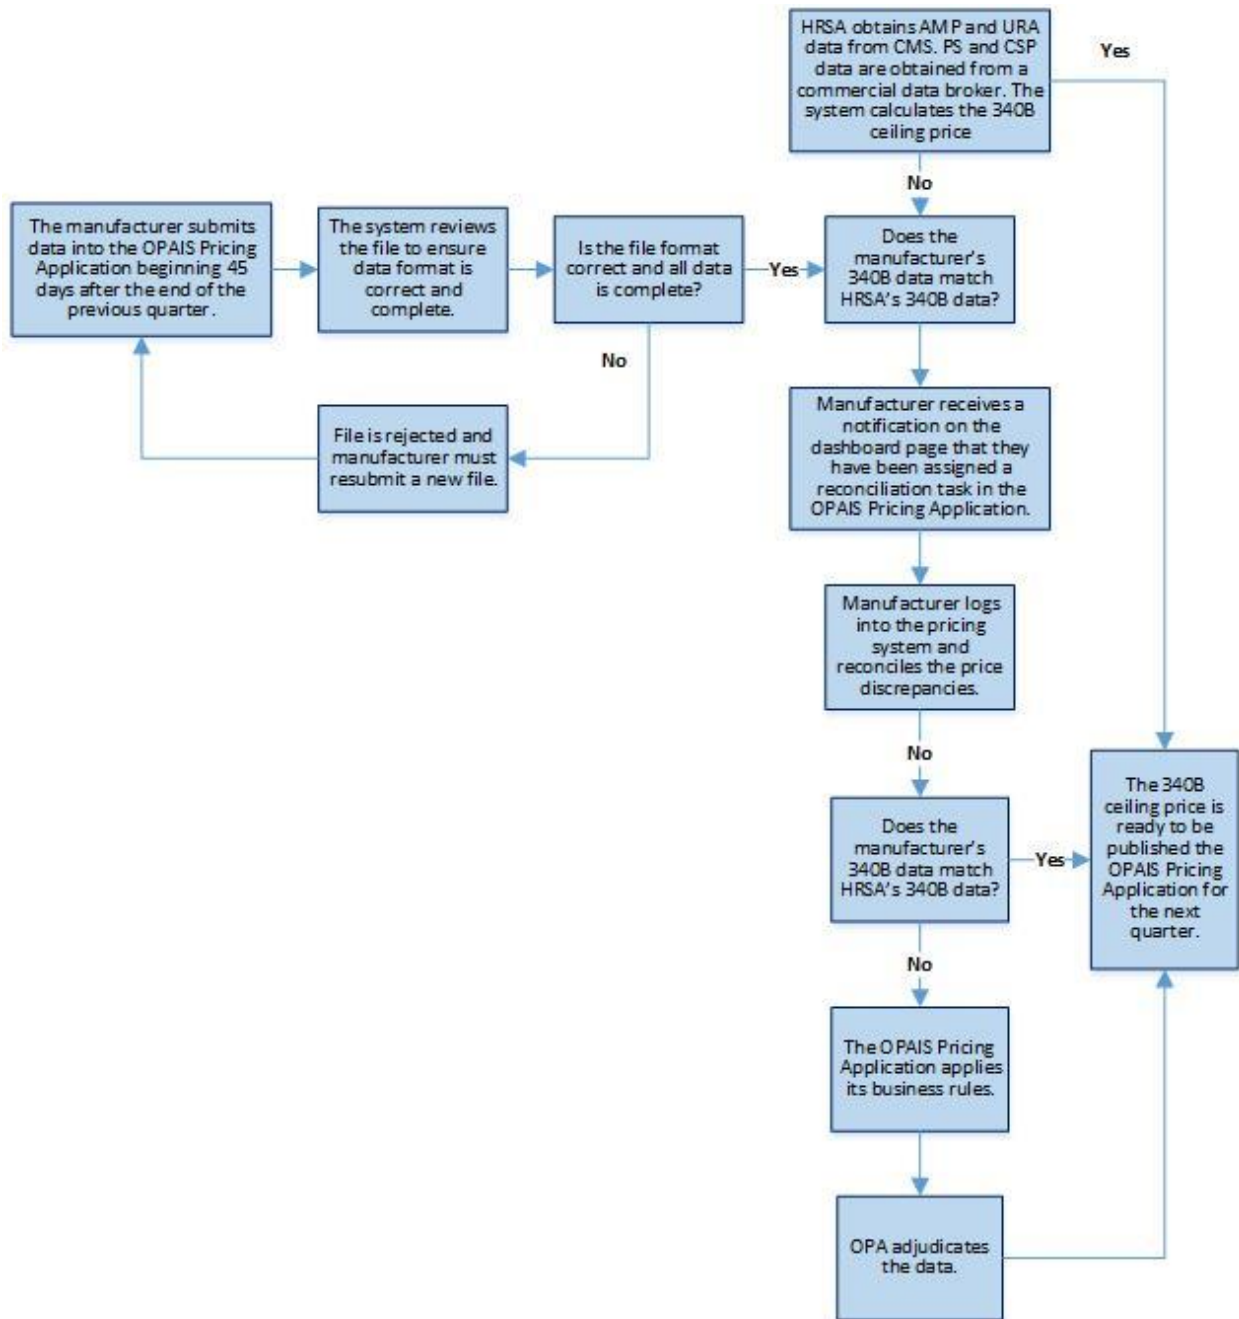 HRSA obtains AMP and URA
data from CMS. PS and CSP
data are obtained from a
commercial data broker. The
system calculates the 340B
ceiling price
Yes
No
The manufacturer submits
data into the OPAIS Pricing
Application beginning 45
days after the end of the
previous quarter.
The system reviews
the file to ensure
data format is
correct and
complete.
Is the file format
correct and all data
is complete?
Yes
Does the
manufacturer's
340B data match
HRSA's 340B data?
No
File is rejected and
manufacturer must
resubmit a new file.
Manufacturer receives a
notification on the
dashboard page that they
have been assigned a
reconciliation task in the
OPAIS Pricing Application.
Manufacturer logs
into the pricing
system and
reconciles the price
discrepancies.
No
Does the
manufacturer's
340B data match
HRSA's 340B data?
Yes
The 340B
ceiling price is
ready to be
published the
OPAIS Pricing
Application for
the next
quarter.
No
The OPAIS Pricing
Application applies
its business rules.
OPA adjudicates
the data.